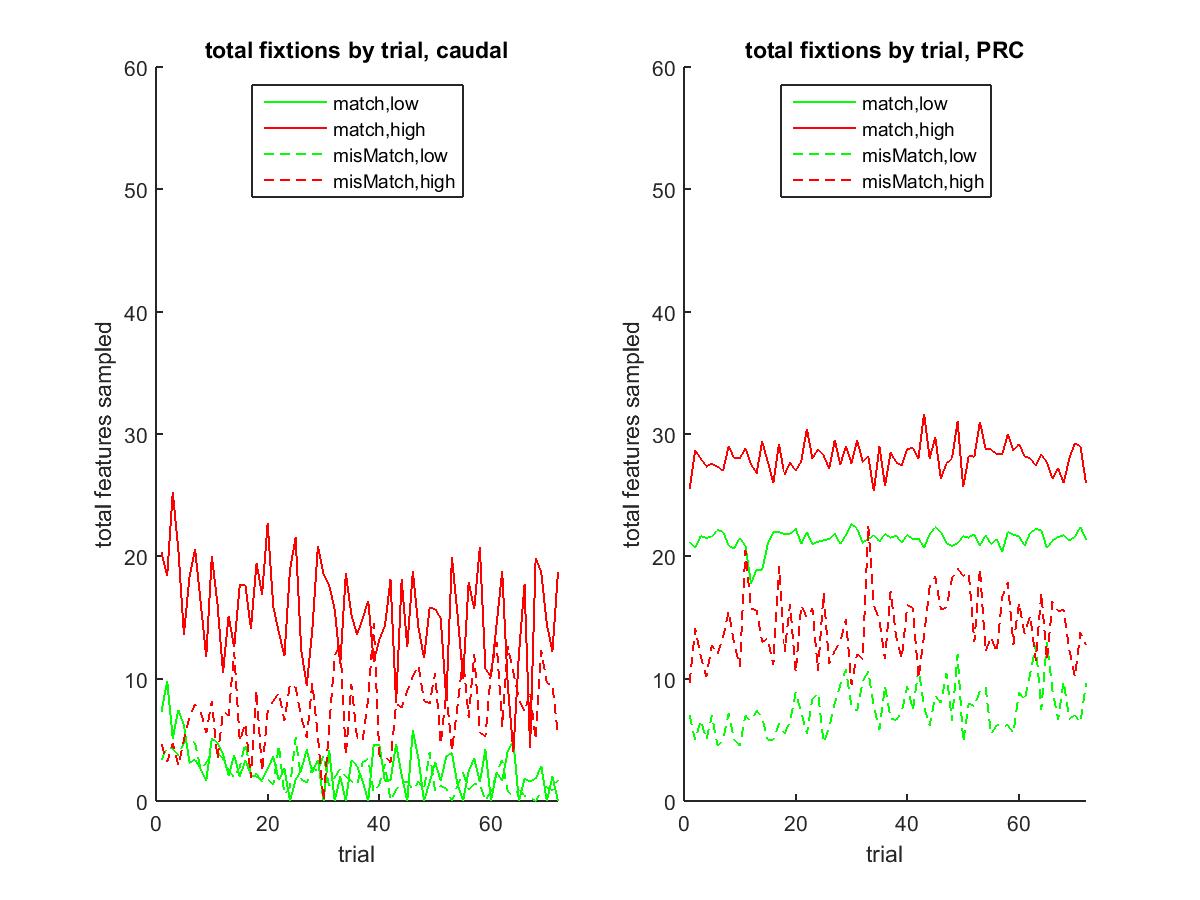 total fixtions by trial, caudal
60
50
40
30
20
10
0
total features sampled
match,low
match,high
misMatch,low
misMatch,high
0
20
40
60
trial
total fixtions by trial, PRC
60
50
40
30
20
10
0
total features sampled
match,low
match,high
misMatch,low
misMatch,high
0
20
40
60
trial